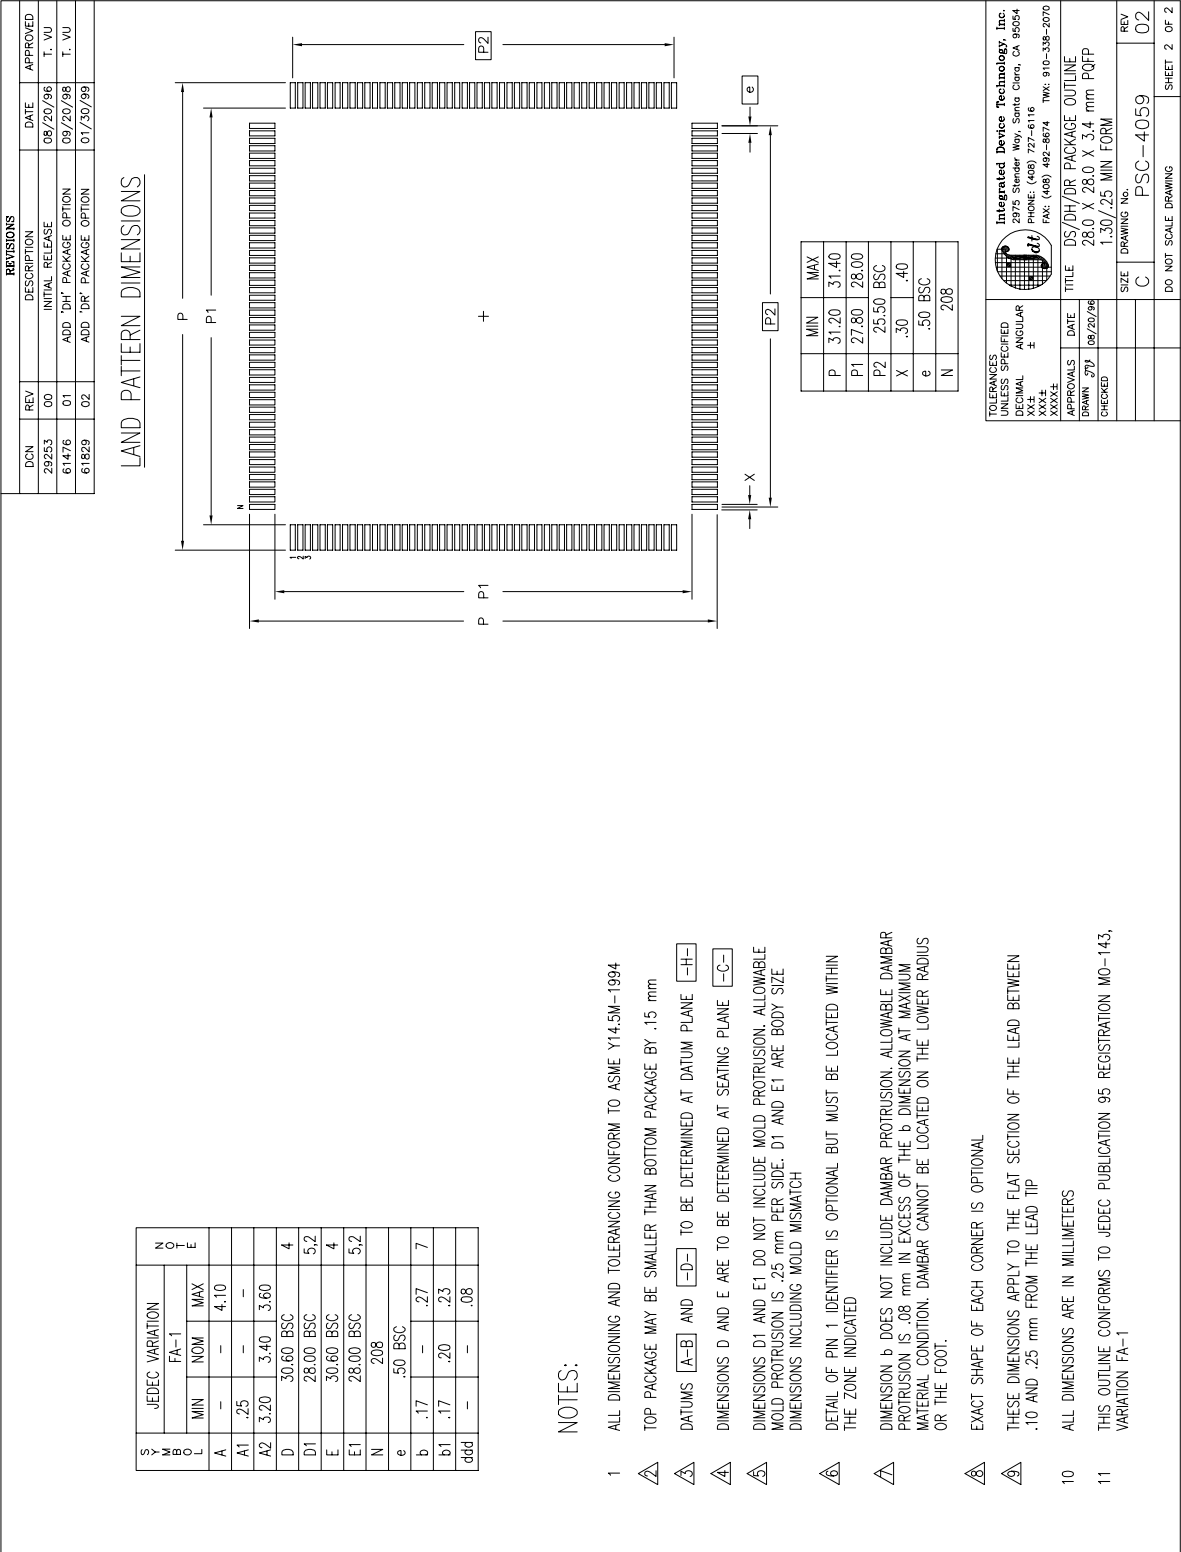 REVISIONS
DCN REV DESCRIPTION DATE APPROVED
29253 00 INITIAL RELEASE 08/20/96 T. VU
61476 01 ADD 'DH' PACKAGE OPTION 09/20/98 T. VU
61829 02 ADD 'DR' PACKAGE OPTION 01/30/99
LAND PATTERN DIMENSIONS
P
P1
P2
N
1
2
3
P
P1
X
P2
e
MIN MAX
P 31.20 31.40
P1 27.80 28.00
P2 25.50 BSC
X .30 .40
e .50 BSC
N 208
SYMBOL JEDEC VARIATION NOTE
FA-1
MIN NOM MAX
A – – 4.10
A1 .25 – –
A2 3.20 3.40 3.60
D 30.60 BSC 4
D1 28.00 BSC 5,2
E 30.60 BSC 4
E1 28.00 BSC 5,2
N 208
e .50 BSC
b .17 – .27 7
b1 .17 .20 .23
ddd – – .08
NOTES:
1 ALL DIMENSIONING AND TOLERANCING CONFORM TO ASME Y14.5M-1994
2 TOP PACKAGE MAY BE SMALLER THAN BOTTOM PACKAGE BY .15 mm
3 DATUMS A-B AND -D- TO BE DETERMINED AT DATUM PLANE -H-
4 DIMENSIONS D AND E ARE TO BE DETERMINED AT SEATING PLANE -C-
5 DIMENSIONS D1 AND E1 DO NOT INCLUDE MOLD PROTRUSION. ALLOWABLE
MOLD PROTRUSION IS .25 mm PER SIDE. D1 AND E1 ARE BODY SIZE
DIMENSIONS INCLUDING MOLD MISMATCH
6 DETAIL OF PIN 1 IDENTIFIER IS OPTIONAL BUT MUST BE LOCATED WITHIN
THE ZONE INDICATED
7 DIMENSION b DOES NOT INCLUDE DAMBAR PROTRUSION. ALLOWABLE DAMBAR
PROTRUSION IS .08 mm IN EXCESS OF THE b DIMENSION AT MAXIMUM
MATERIAL CONDITION. DAMBAR CANNOT BE LOCATED ON THE LOWER RADIUS
OR THE FOOT.
8 EXACT SHAPE OF EACH CORNER IS OPTIONAL
9 THESE DIMENSIONS APPLY TO THE FLAT SECTION OF THE LEAD BETWEEN
.10 AND .25 mm FROM THE LEAD TIP
10 ALL DIMENSIONS ARE IN MILLIMETERS
11 THIS OUTLINE CONFORMS TO JEDEC PUBLICATION 95 REGISTRATION MO-143,
VARIATION FA-1
TOLERANCES
UNLESS SPECIFIED
DECIMAL ANGULAR
XX± ±
XXX±
XXXX±
APPROVALS DATE
DRAWN TV 08/20/96
CHECKED
idt
Integrated Device Technology, Inc.
2975 Stender Way, Santa Clara, CA 95054
PHONE: (408) 727-6116
FAX: (408) 492-8674 TWX: 910-338-2070
TITLE DS/DH/DR PACKAGE OUTLINE
28.0 X 28.0 X 3.4 mm PQFP
1.30/.25 MIN FORM
SIZE DRAWING No. REV
C PSC-4059 02
DO NOT SCALE DRAWING SHEET 2 OF 2